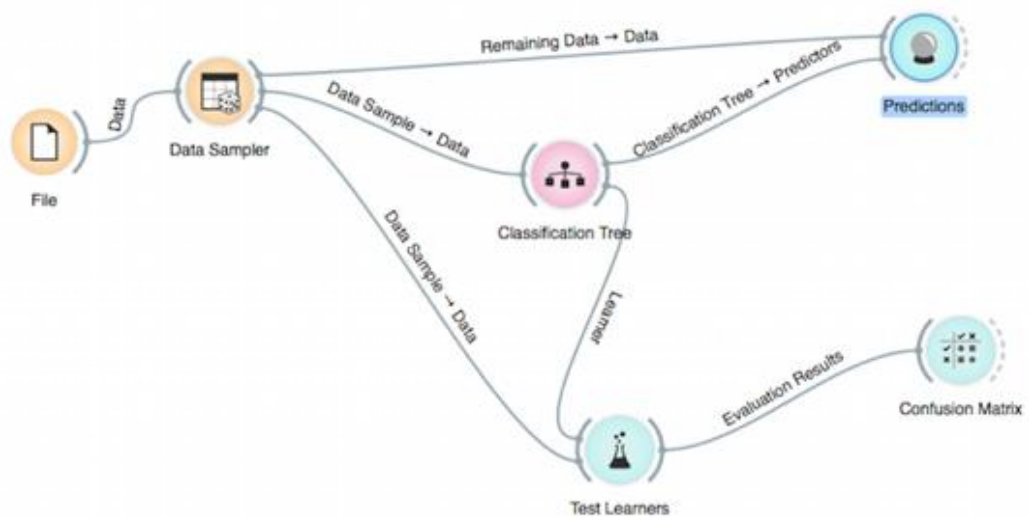 Remaining Data → Data
Predictions
Data
Data Sampler
Data Sample → Data
Classification Tree → Predictors
File
Classification Tree
Data Sample → Data
Learner
Evaluation Results
Confusion Matrix
Test Learners